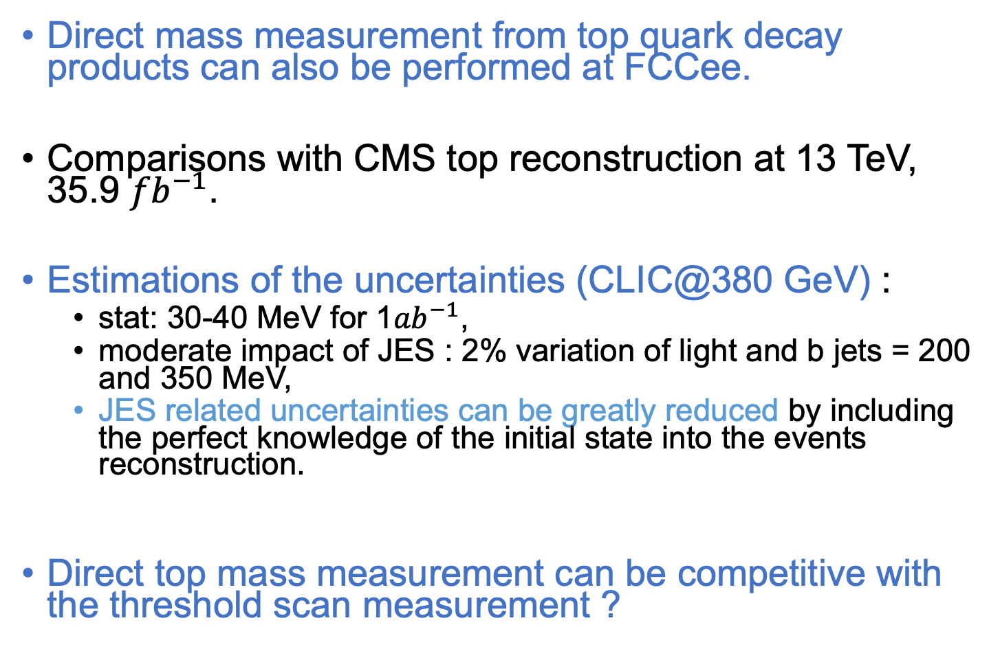 • Direct mass measurement from top quark decay
products can also be performed at FCCee.
• Comparisons with CMS top reconstruction at 13 TeV,
35.9 𝑓𝑏⁻¹.
• Estimations of the uncertainties (CLIC@380 GeV) :
• stat: 30-40 MeV for 1𝑎𝑏⁻¹,
• moderate impact of JES : 2% variation of light and b jets = 200
and 350 MeV,
• JES related uncertainties can be greatly reduced by including
the perfect knowledge of the initial state into the events
reconstruction.
• Direct top mass measurement can be competitive with
the threshold scan measurement ?